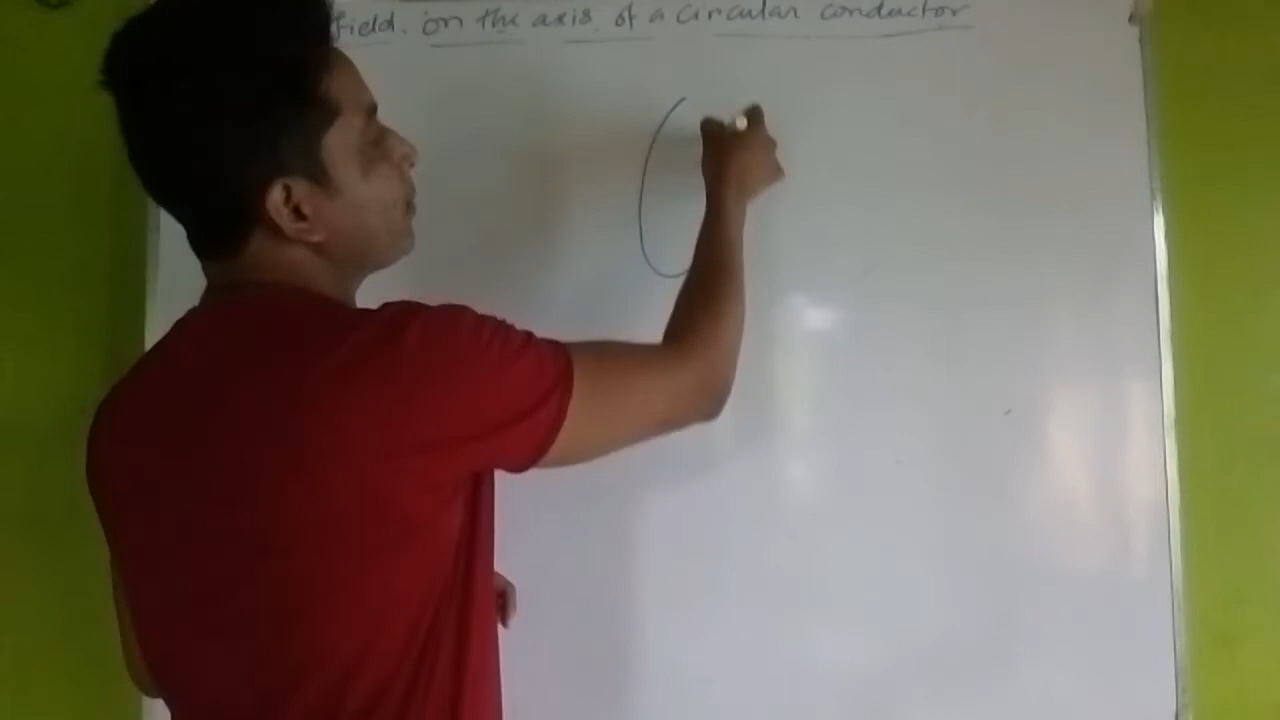 field. on the axis of a circular conductor